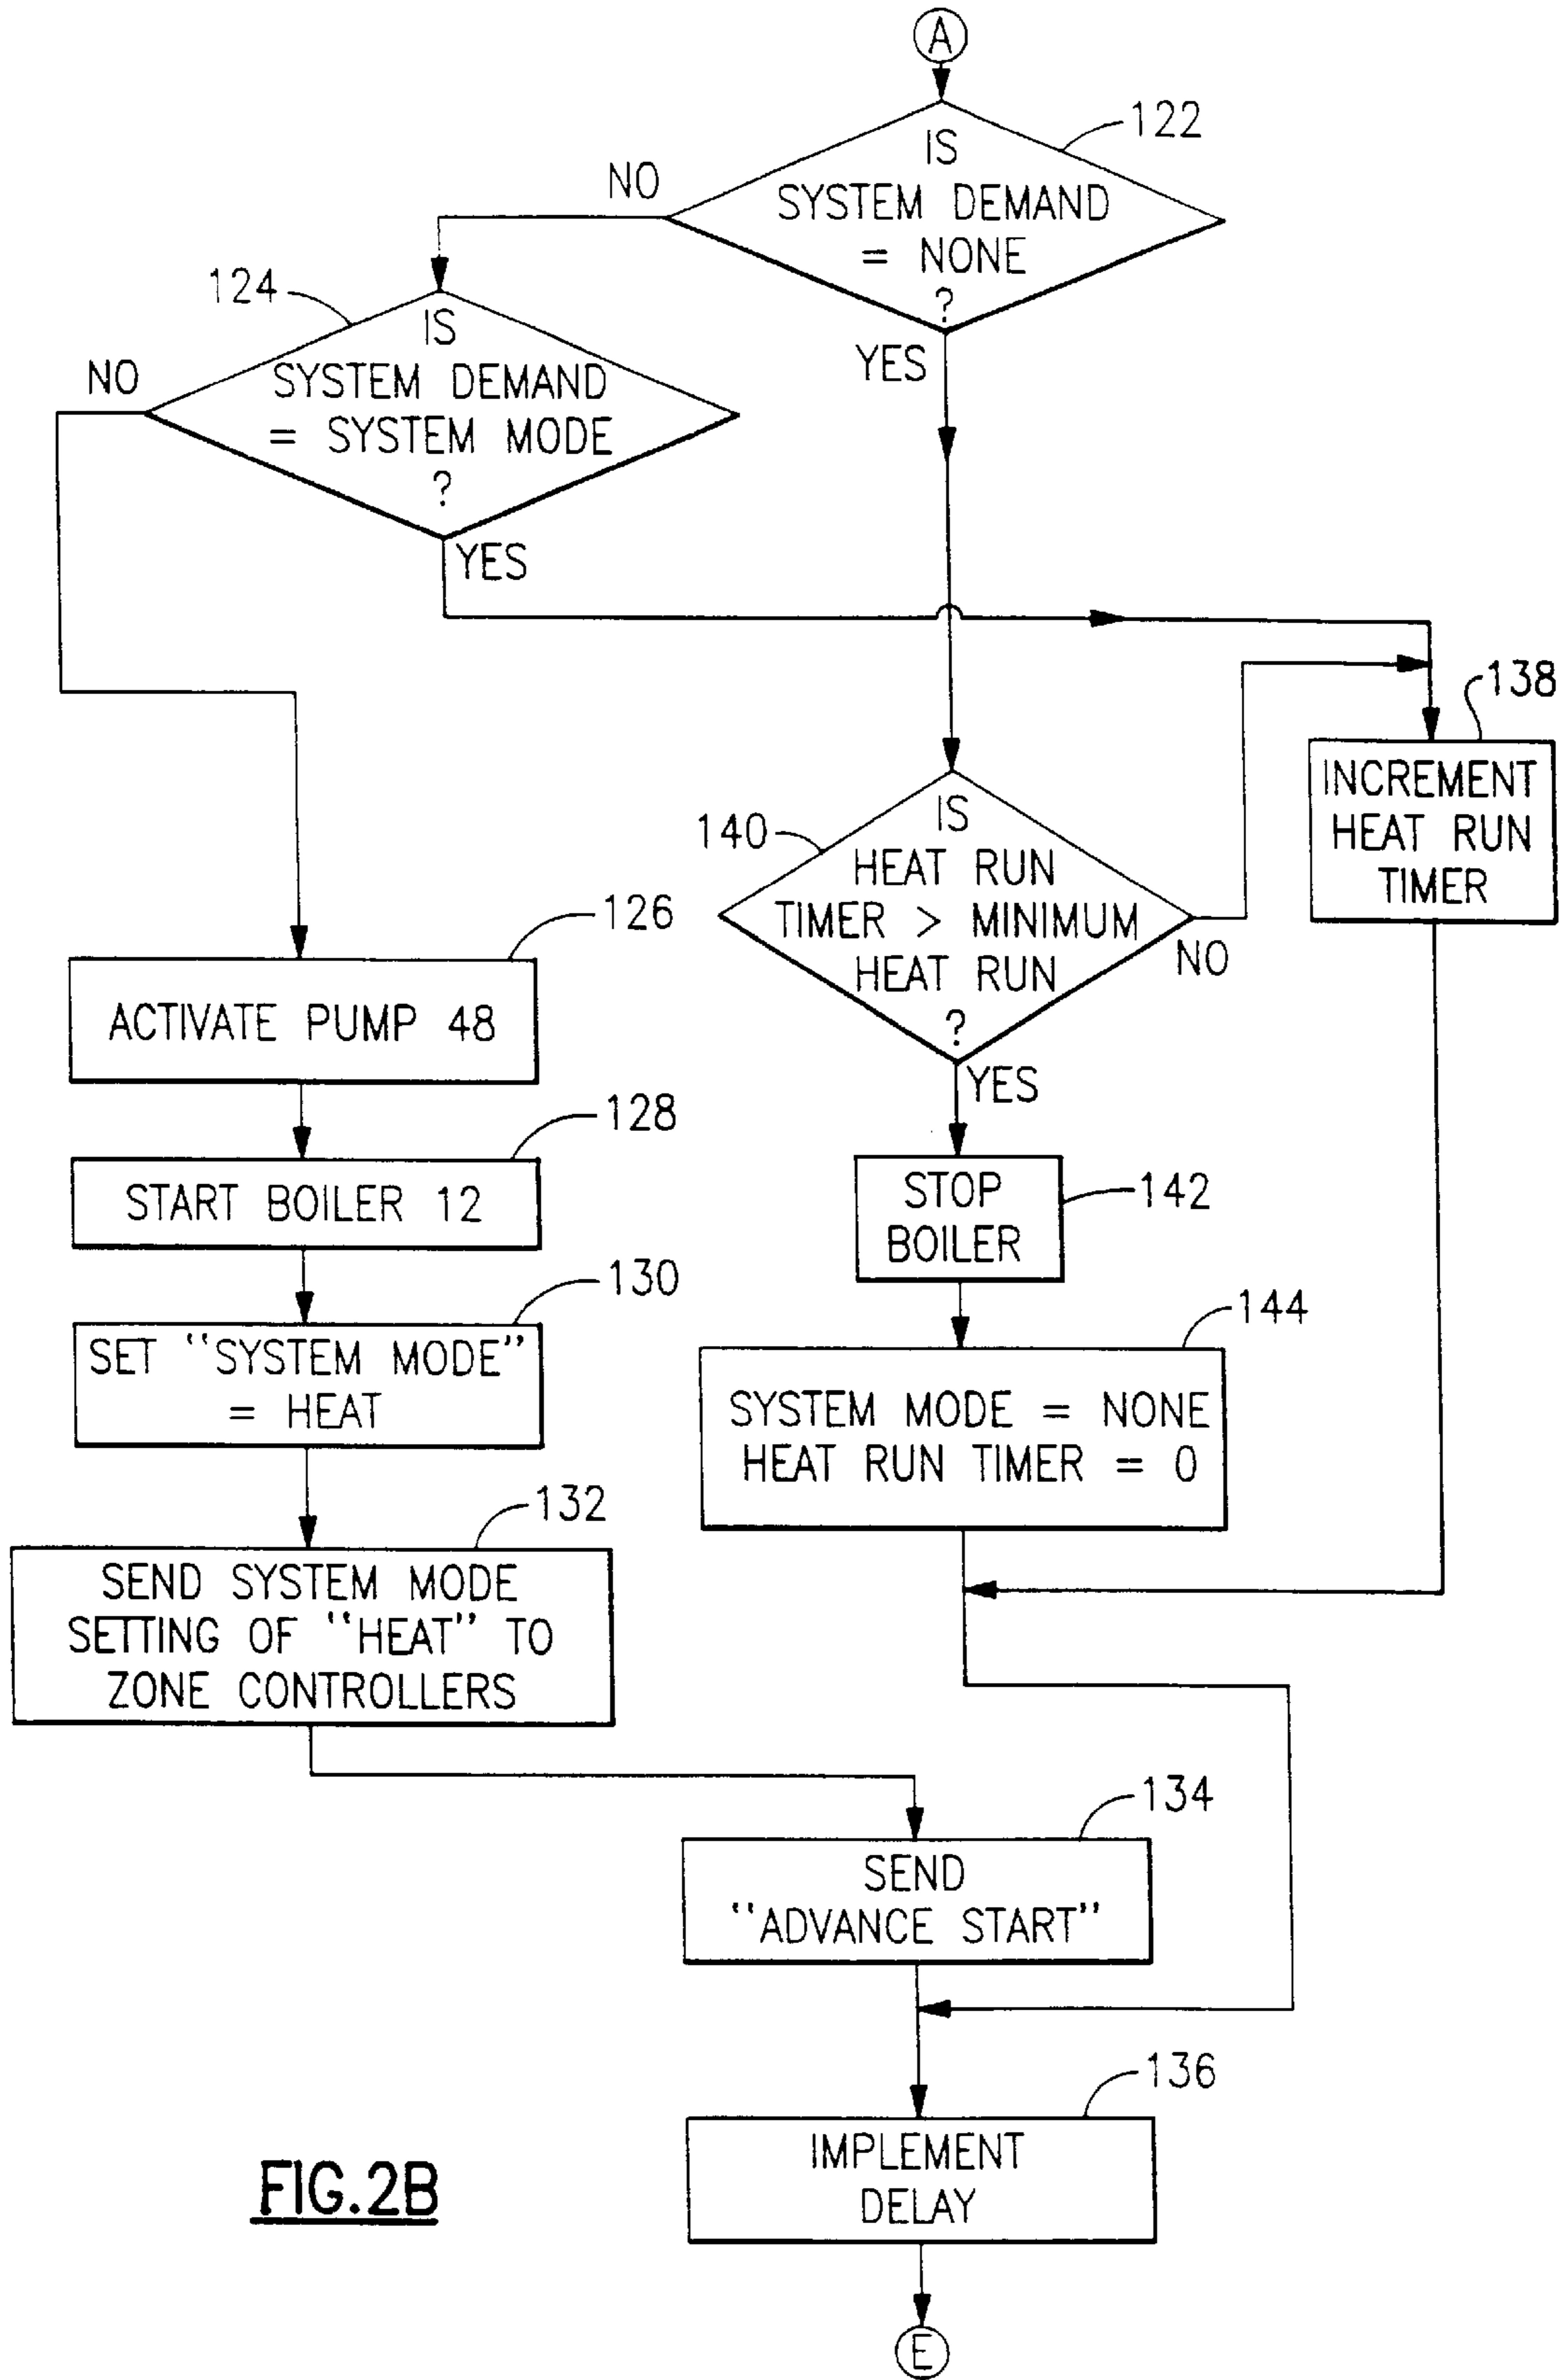 A
122
IS
SYSTEM DEMAND
= NONE
?
NO
YES
124
IS
SYSTEM DEMAND
= SYSTEM MODE
?
NO
YES
138
INCREMENT
HEAT RUN
TIMER
140
IS
HEAT RUN
TIMER > MINIMUM
HEAT RUN
?
NO
YES
126
ACTIVATE PUMP 48
128
START BOILER 12
142
STOP
BOILER
130
SET "SYSTEM MODE"
= HEAT
144
SYSTEM MODE = NONE
HEAT RUN TIMER = 0
132
SEND SYSTEM MODE
SETTING OF "HEAT" TO
ZONE CONTROLLERS
134
SEND
"ADVANCE START"
136
IMPLEMENT
DELAY
E
FIG.2B